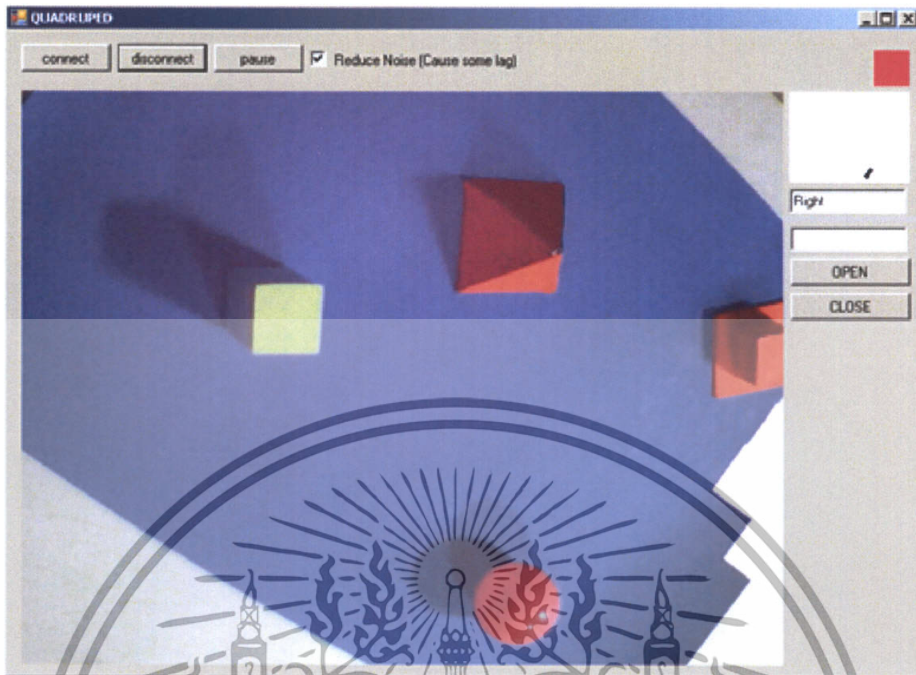 QUADRUPED
connect disconnect pause Reduce Noise (Cause some lag)
Right
OPEN
CLOSE